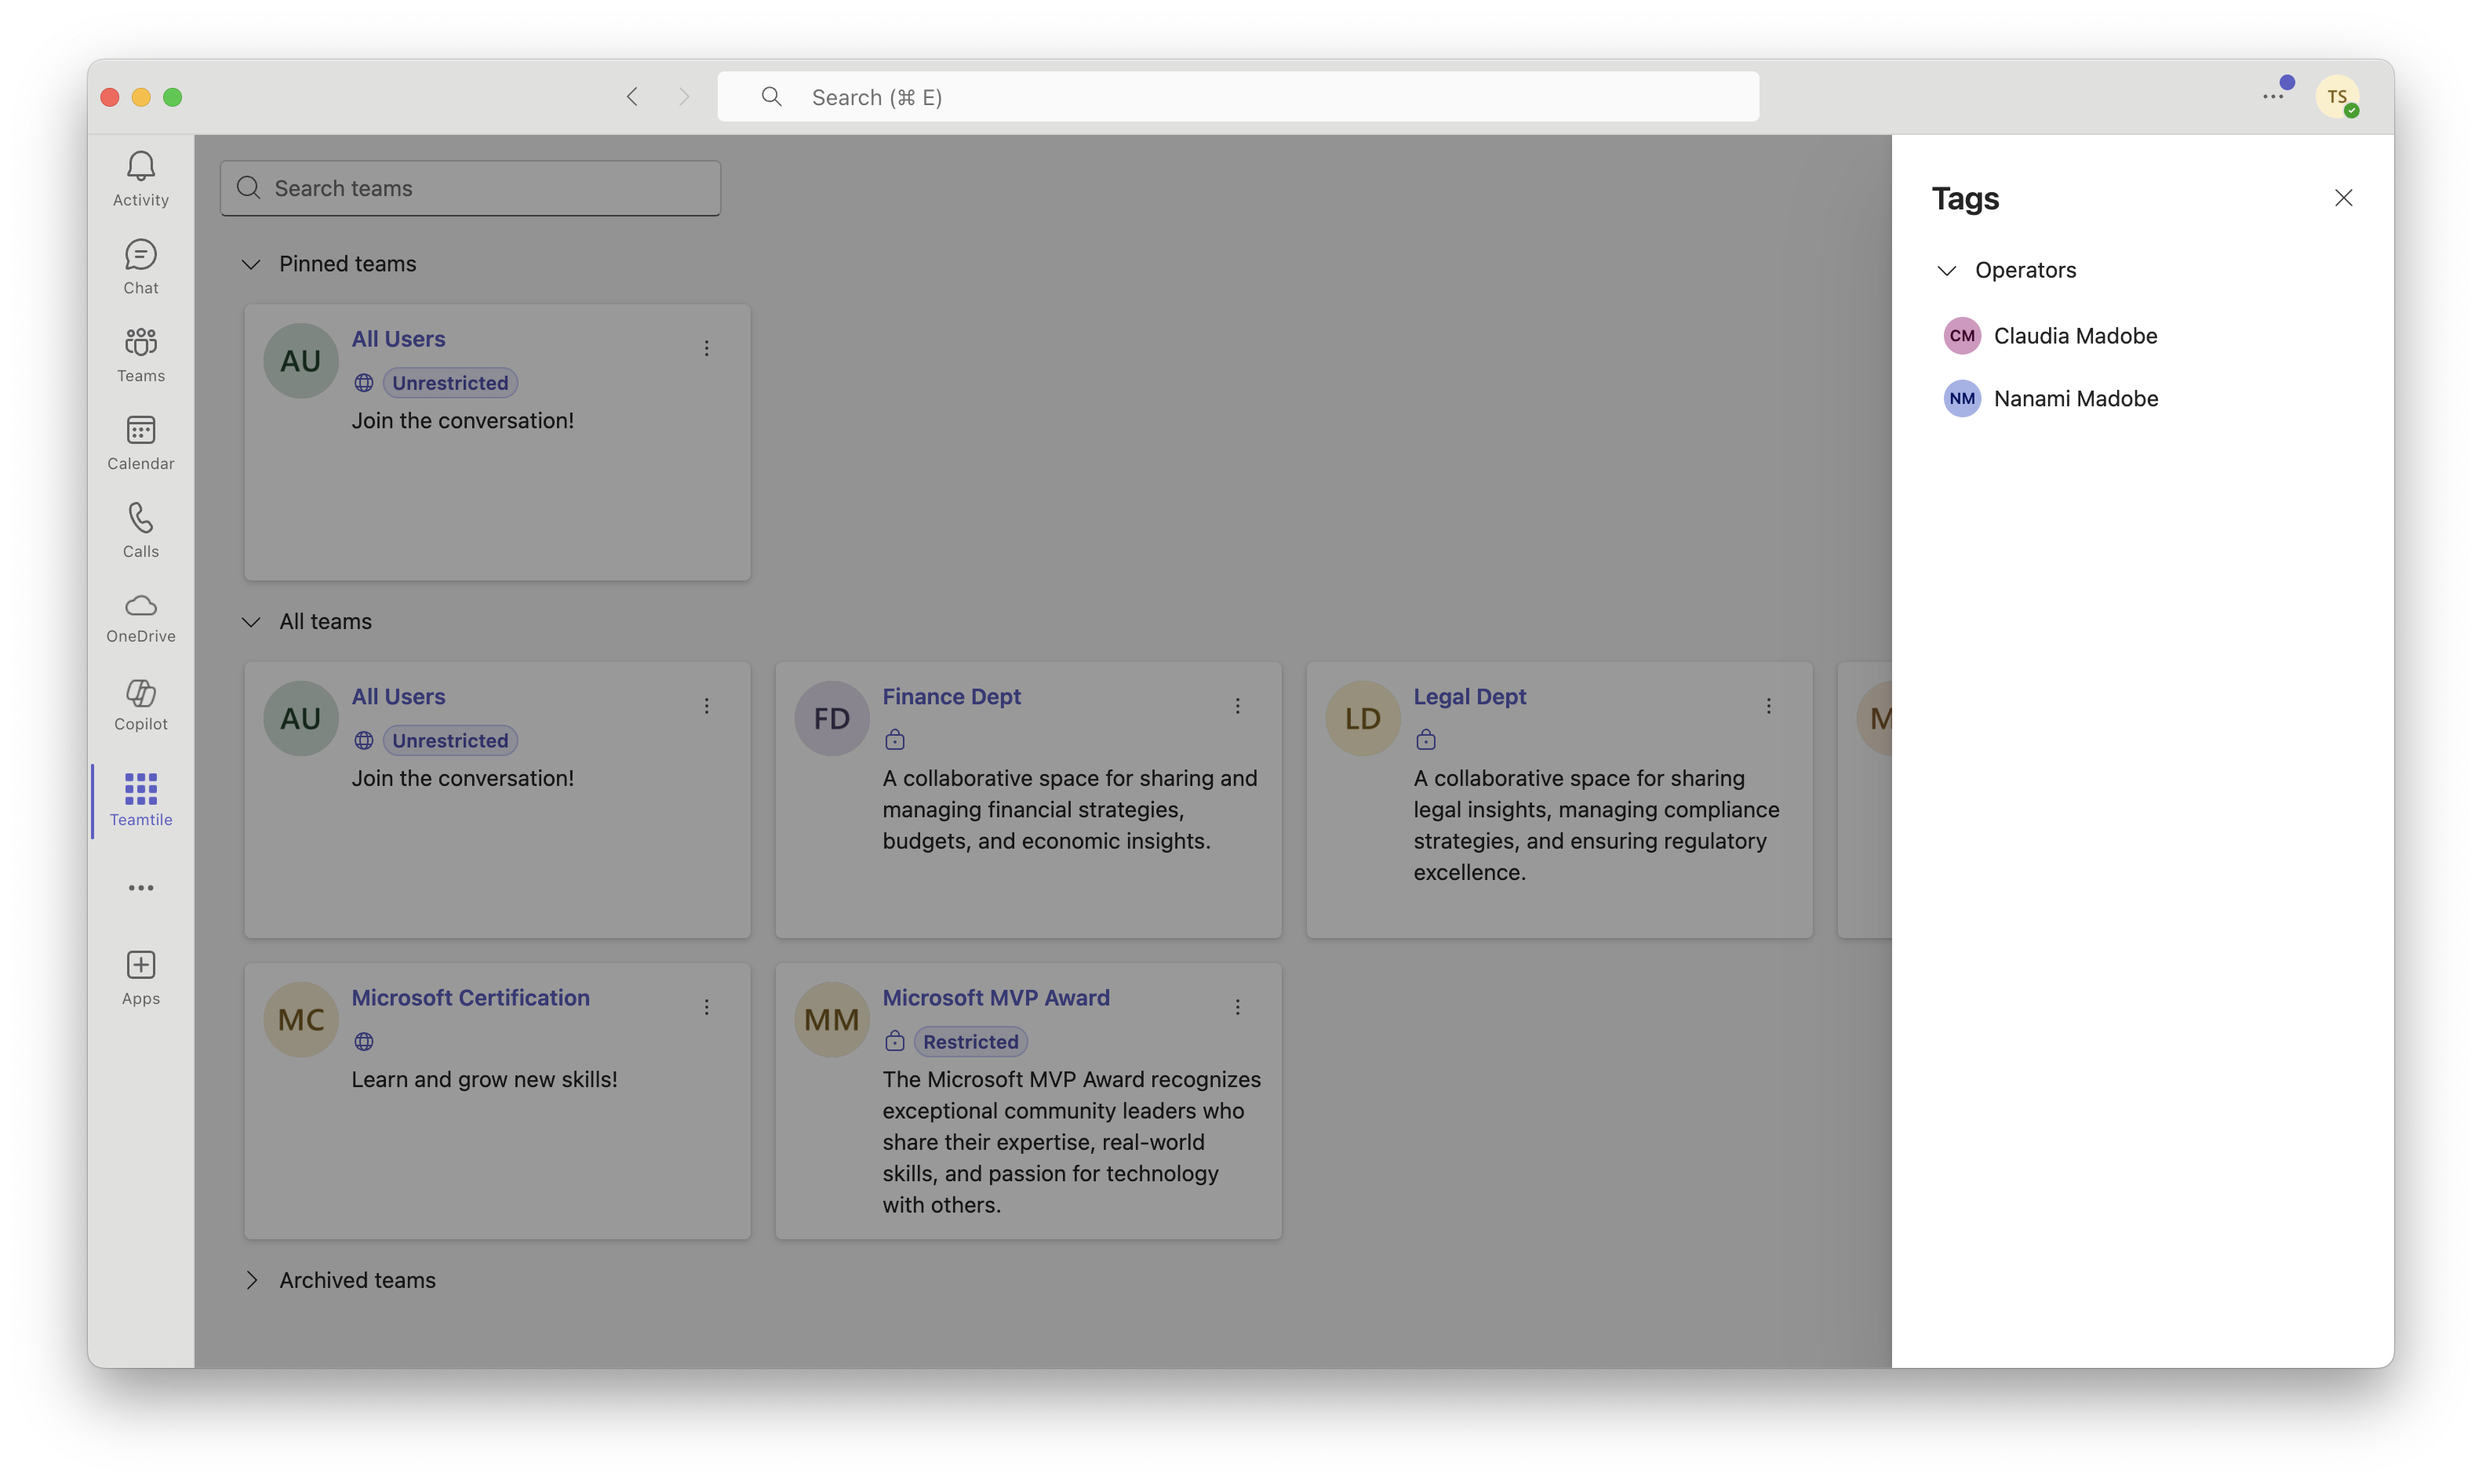 Search (⌘ E)
TS
Activity
Chat
Teams
Calendar
Calls
OneDrive
Copilot
Teamtile
Apps
Search teams
Pinned teams
AU
All Users
Unrestricted
Join the conversation!
All teams
AU
All Users
Unrestricted
Join the conversation!
FD
Finance Dept
A collaborative space for sharing and
managing financial strategies,
budgets, and economic insights.
LD
Legal Dept
A collaborative space for sharing
legal insights, managing compliance
strategies, and ensuring regulatory
excellence.
M
MC
Microsoft Certification
Learn and grow new skills!
MM
Microsoft MVP Award
Restricted
The Microsoft MVP Award recognizes
exceptional community leaders who
share their expertise, real-world
skills, and passion for technology
with others.
Archived teams
Tags
Operators
CM
Claudia Madobe
NM
Nanami Madobe